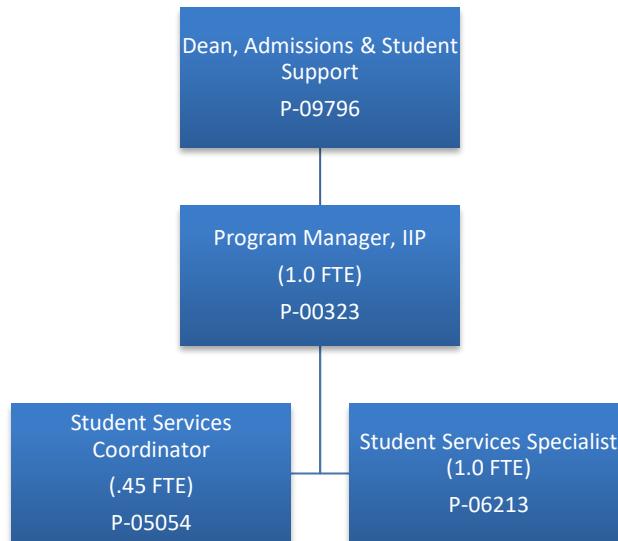 Dean, Admissions & Student
Support
P-09796
Program Manager, IIP
(1.0 FTE)
P-00323
Student Services
Coordinator
(.45 FTE)
P-05054
Student Services Specialist
(1.0 FTE)
P-06213